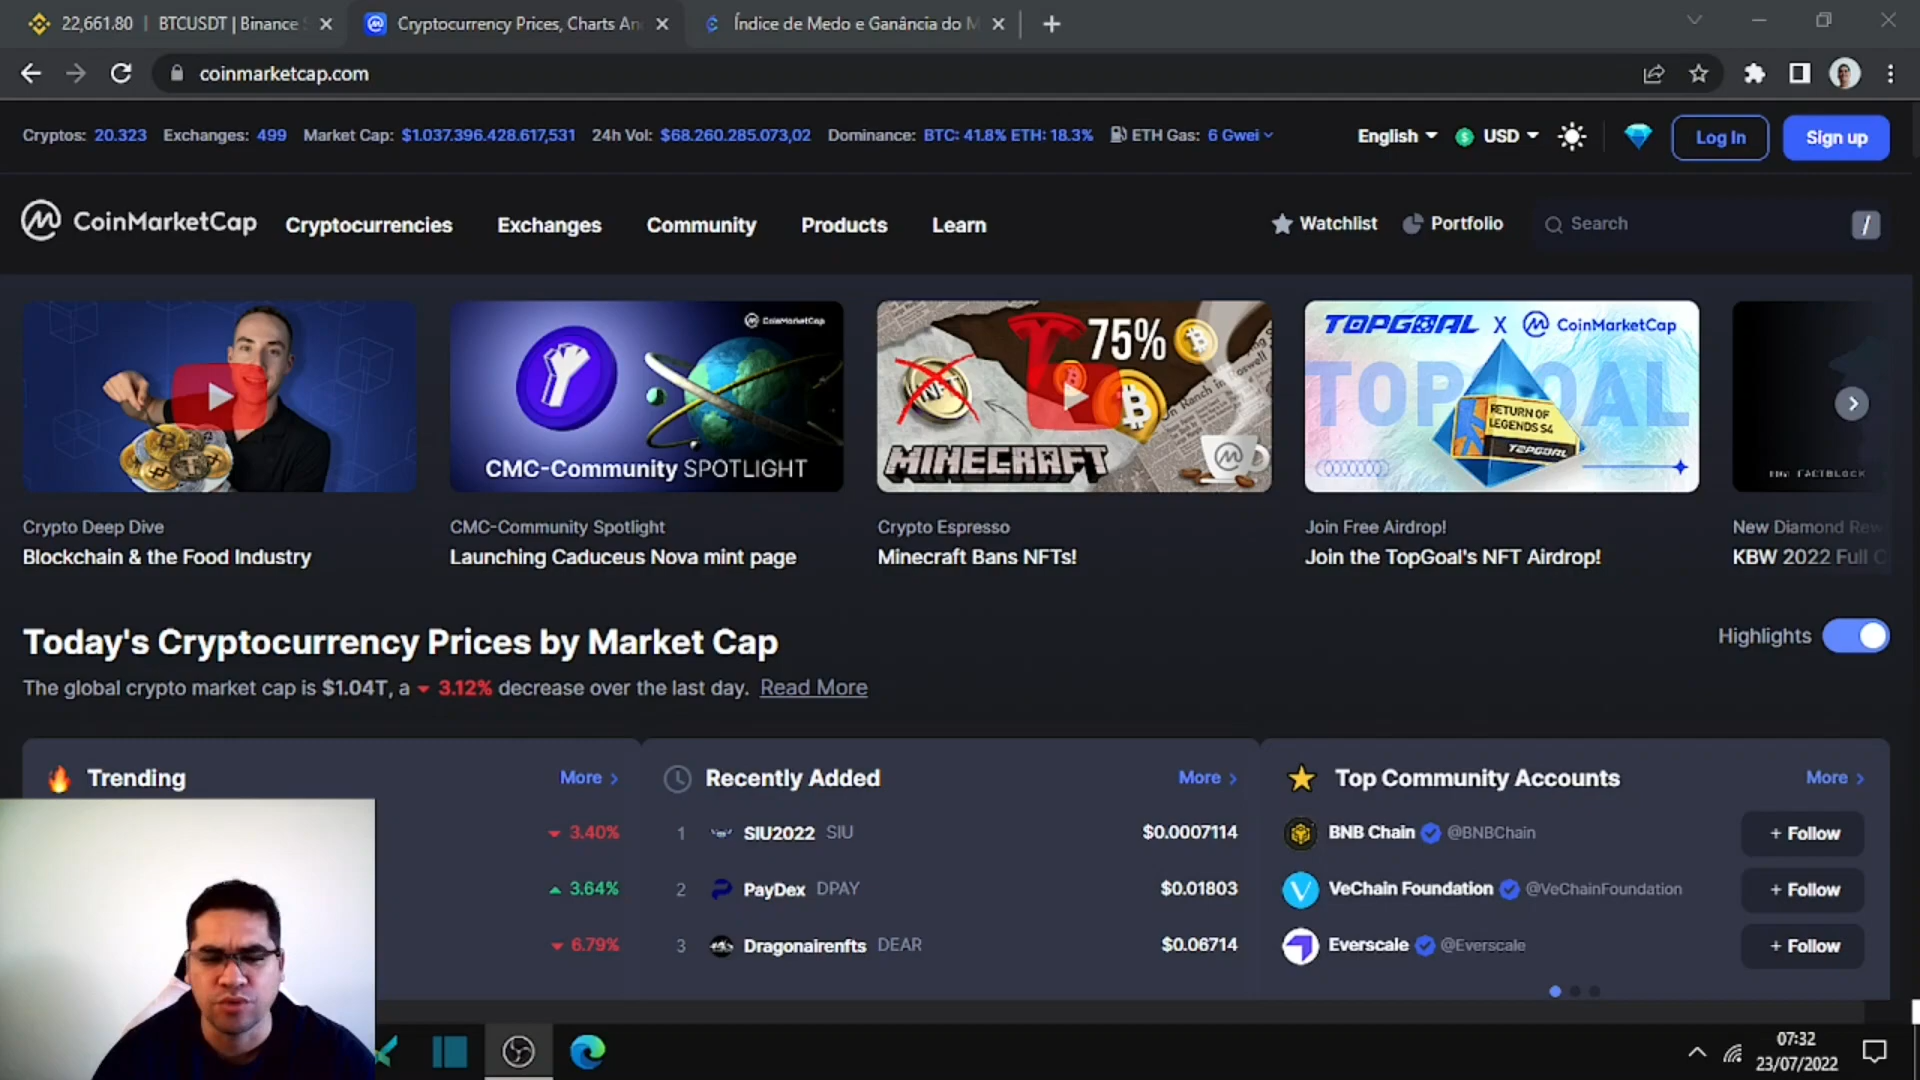 22,661.80 | BTCUSDT | Binance
Cryptocurrency Prices, Charts An
Índice de Medo e Ganância do M
coinmarketcap.com
Cryptos: 20.323 Exchanges: 499 Market Cap: $1.037.396.428.617,531 24h Vol: $68.260.285.073,02 Dominance: BTC: 41.8% ETH: 18.3% ETH Gas: 6 Gwei
English USD Log In Sign up
CoinMarketCap Cryptocurrencies Exchanges Community Products Learn Watchlist Portfolio Search /
CoinMarketCap
CMC-Community SPOTLIGHT
75%
MINECRAFT
TOPGOAL X CoinMarketCap
TOPGOAL
RETURN OF
LEGENDS S4
TOPGOAL
Crypto Deep Dive
Blockchain & the Food Industry
CMC-Community Spotlight
Launching Caduceus Nova mint page
Crypto Espresso
Minecraft Bans NFTs!
Join Free Airdrop!
Join the TopGoal's NFT Airdrop!
New Diamond Rew
KBW 2022 Full
Today's Cryptocurrency Prices by Market Cap
Highlights
The global crypto market cap is $1.04T, a 3.12% decrease over the last day. Read More
Trending More
3.40%
3.64%
6.79%
Recently Added More
1 SIU2022 SIU $0.0007114
2 PayDex DPAY $0.01803
3 Dragonairenfts DEAR $0.06714
Top Community Accounts More
BNB Chain @BNBChain + Follow
VeChain Foundation @VeChainFoundation + Follow
Everscale @Everscale + Follow
07:32
23/07/2022